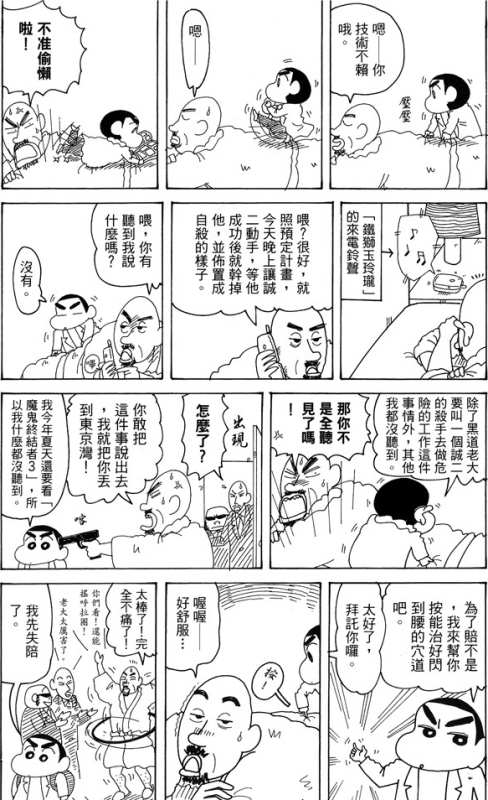 嗯──你
技術不賴
哦。
壓壓
嗯──
不准偷懶
啦！
「鐵獅玉玲瓏」
的來電鈴聲
喂？很好，就
照預定計畫，
今天晚上讓誠
二動手，等他
成功後就幹掉
他，並佈置成
自殺的樣子。
喂，你有
聽到我說
什麼嗎？
沒有。
除了黑道老大
要叫一個誠二
的殺手去做危
險的工作這件
事情外，其他
我都沒聽到。
那你不
是全聽
見了嗎
！
出現
怎麼了？
你敢把
這件事說出去
，我就把你丟
到東京灣！
我今年夏天還要看「
魔鬼終結者3」，所
以我什麼都沒聽到。
為了賠不是
，我來幫你
按能治好閃
到腰的穴道
吧。
太好了，
拜託你囉。
按！
喔喔──
好舒服…
太棒了！完
全不痛了！
你們看！還能
搖呼拉圈！
老大太厲害了。
我先失陪
了。